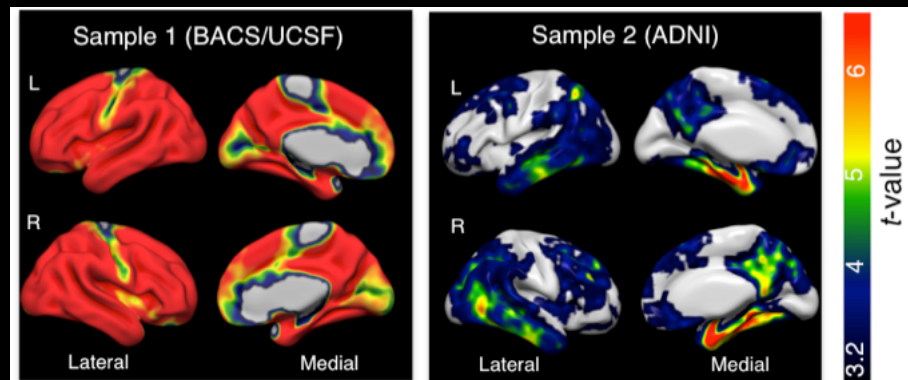 Sample 1 (BACS/UCSF)
L
R
Lateral Medial
Sample 2 (ADNI)
L
R
Lateral Medial
6
5
4
3.2
t-value